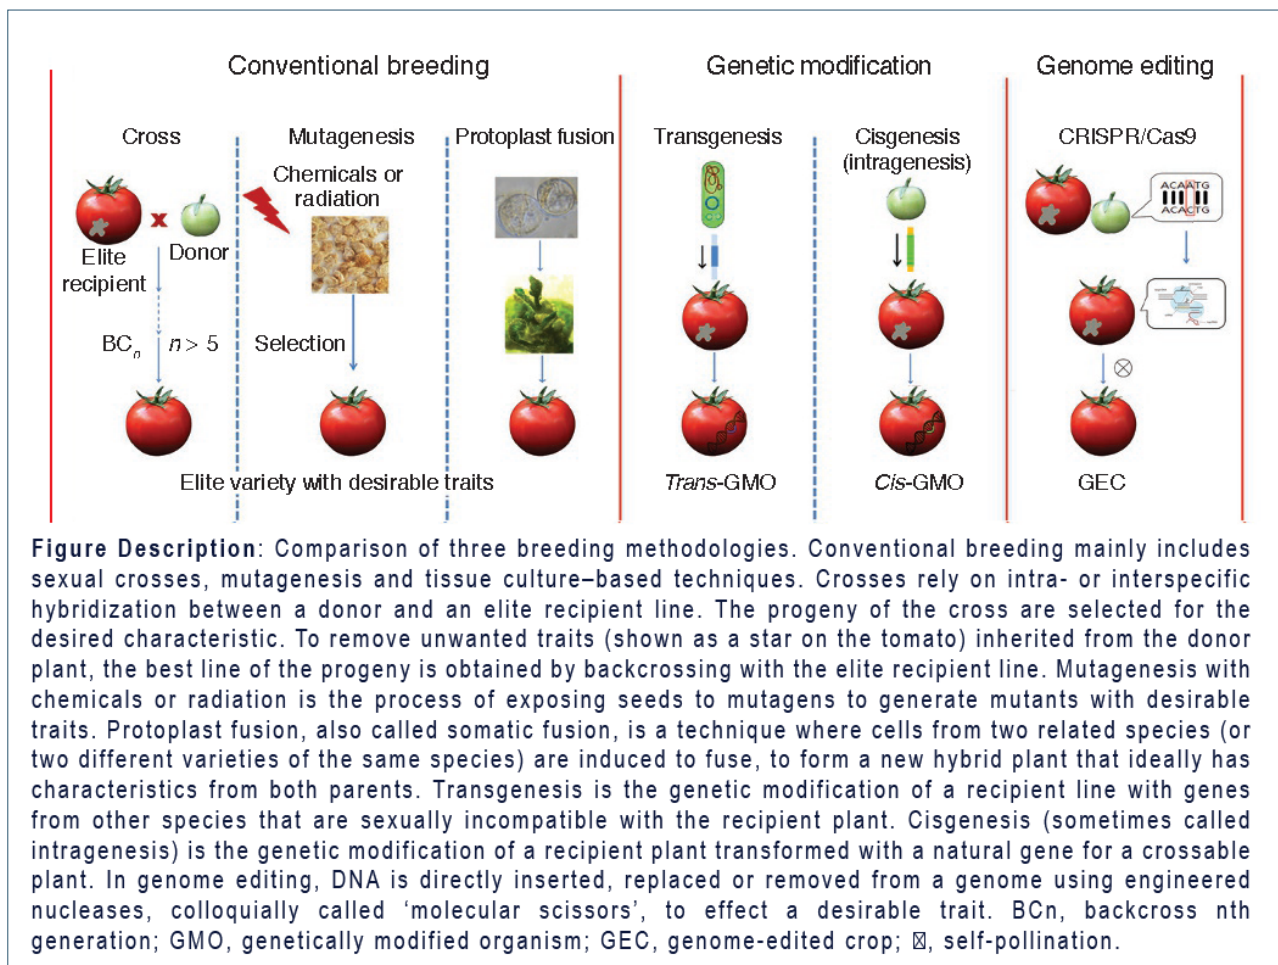 Conventional breeding
Genetic modification
Genome editing
Cross
Mutagenesis
Protoplast fusion
Transgenesis
Cisgenesis
(intragenesis)
CRISPR/Cas9
Chemicals or
radiation
x
Elite
recipient
Donor
BCn n > 5
Selection
ACAATG
ACACTG
Elite variety with desirable traits
Trans-GMO
Cis-GMO
GEC
Figure Description: Comparison of three breeding methodologies. Conventional breeding mainly includes
sexual crosses, mutagenesis and tissue culture–based techniques. Crosses rely on intra- or interspecific
hybridization between a donor and an elite recipient line. The progeny of the cross are selected for the
desired characteristic. To remove unwanted traits (shown as a star on the tomato) inherited from the donor
plant, the best line of the progeny is obtained by backcrossing with the elite recipient line. Mutagenesis with
chemicals or radiation is the process of exposing seeds to mutagens to generate mutants with desirable
traits. Protoplast fusion, also called somatic fusion, is a technique where cells from two related species (or
two different varieties of the same species) are induced to fuse, to form a new hybrid plant that ideally has
characteristics from both parents. Transgenesis is the genetic modification of a recipient line with genes
from other species that are sexually incompatible with the recipient plant. Cisgenesis (sometimes called
intragenesis) is the genetic modification of a recipient plant transformed with a natural gene for a crossable
plant. In genome editing, DNA is directly inserted, replaced or removed from a genome using engineered
nucleases, colloquially called ‘molecular scissors’, to effect a desirable trait. BCn, backcross nth
generation; GMO, genetically modified organism; GEC, genome-edited crop; ☒, self-pollination.